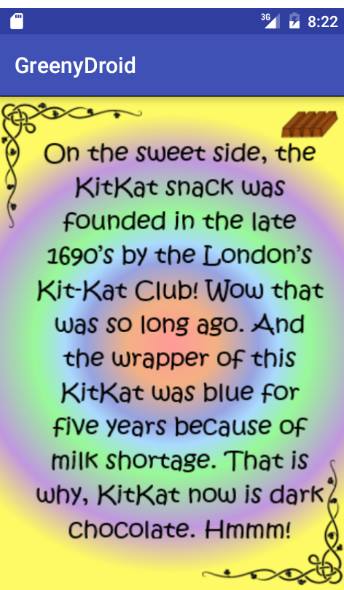 3G 8:22
GreenyDroid
On the sweet side, the
KitKat snack was
founded in the late
1690's by the London's
Kit-Kat Club! Wow that
was so long ago. And
the wrapper of this
KitKat was blue for
five years because of
milk shortage. That is
why, KitKat now is dark
chocolate. Hmmm!